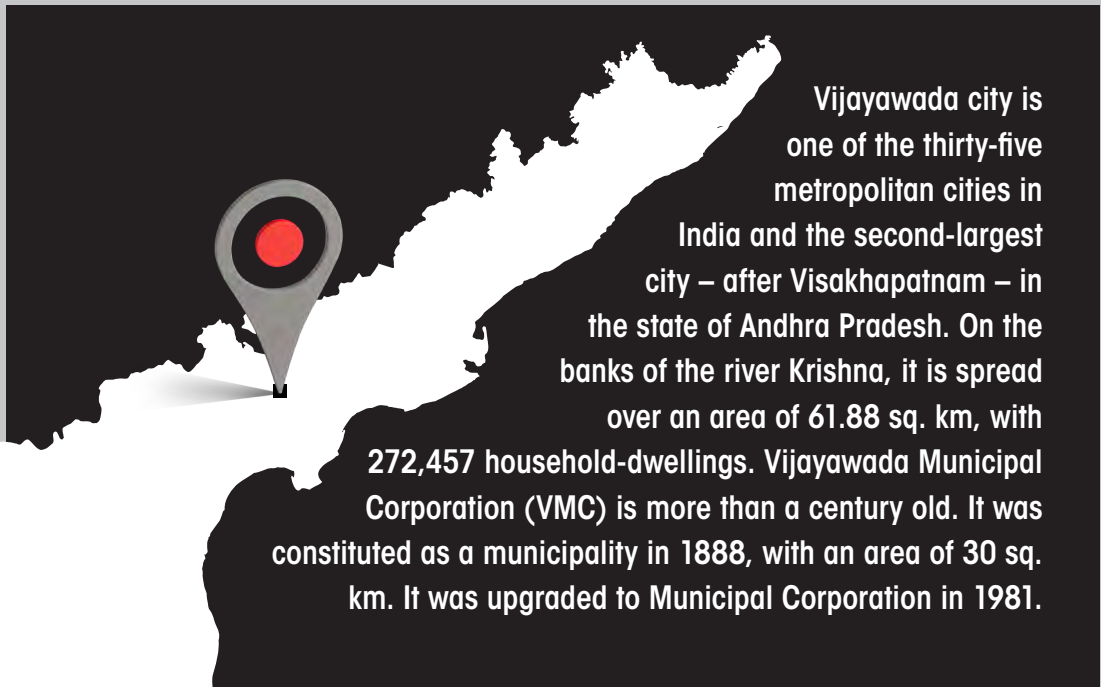 Vijayawada city is
one of the thirty-five
metropolitan cities in
India and the second-largest
city – after Visakhapatnam – in
the state of Andhra Pradesh. On the
banks of the river Krishna, it is spread
over an area of 61.88 sq. km, with
272,457 household-dwellings. Vijayawada Municipal
Corporation (VMC) is more than a century old. It was
constituted as a municipality in 1888, with an area of 30 sq.
km. It was upgraded to Municipal Corporation in 1981.